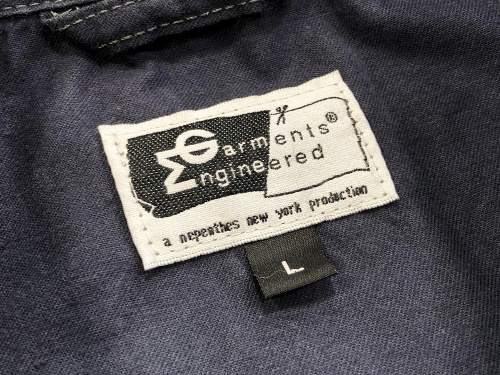 Garments®
Engineered
a nepenthes new york production
L